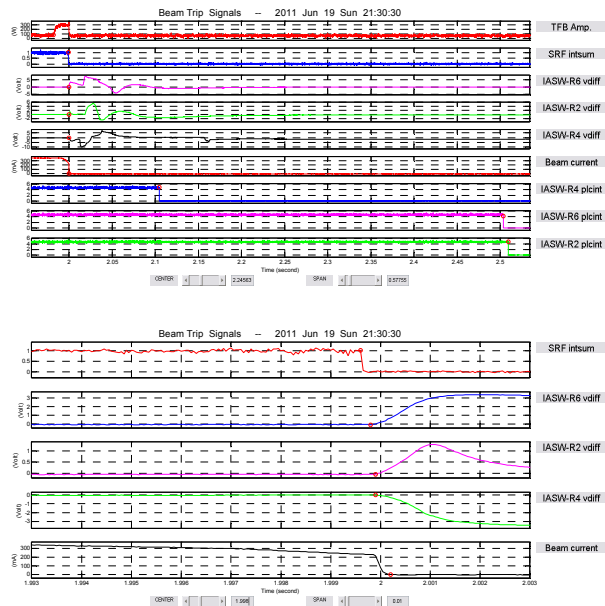 Beam Trip Signals -- 2011 Jun 19 Sun 21:30:30
TFB Amp.
SRF intsum
IASW-R6 vdiff
IASW-R2 vdiff
IASW-R4 vdiff
Beam current
IASW-R4 plcint
IASW-R6 plcint
IASW-R2 plcint
(W)
(Volt)
(Volt)
(Volt)
(mA)
2 2.05 2.1 2.15 2.2 2.25 2.3 2.35 2.4 2.45 2.5
Time (second)
CENTER 2.24563 SPAN 0.57755
Beam Trip Signals -- 2011 Jun 19 Sun 21:30:30
SRF intsum
IASW-R6 vdiff
IASW-R2 vdiff
IASW-R4 vdiff
Beam current
(Volt)
(Volt)
(Volt)
(mA)
1.993 1.994 1.995 1.996 1.997 1.998 1.999 2 2.001 2.002 2.003
Time (second)
CENTER 1.998 SPAN 0.01